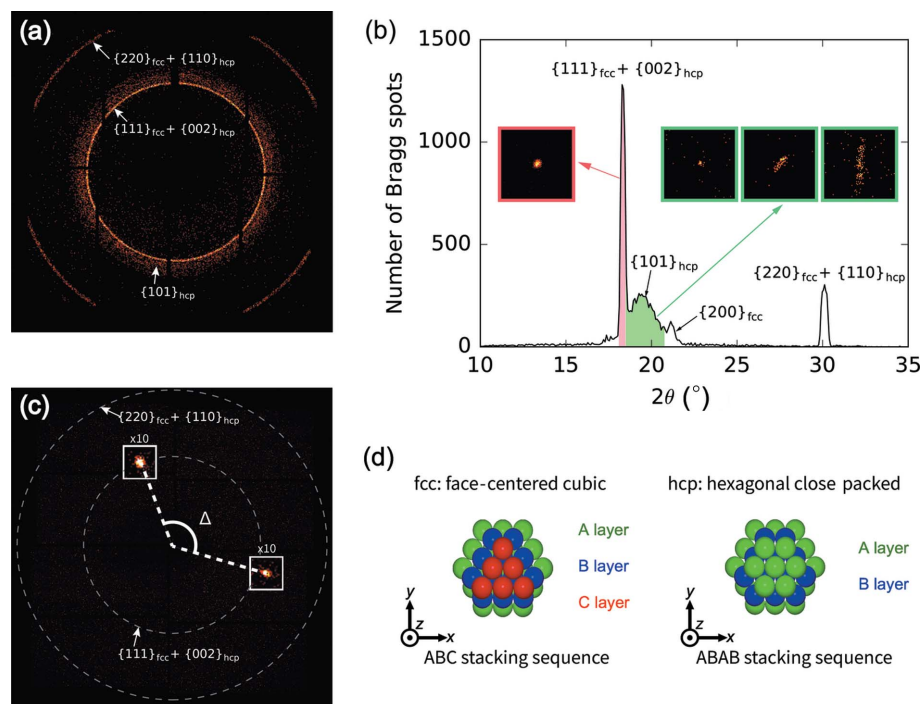 (a)
{220}fcc + {110}hcp
{111}fcc + {002}hcp
{101}hcp
(b)
1500
1000
500
0
Number of Bragg spots
{111}fcc + {002}hcp
{101}hcp
{200}fcc
{220}fcc + {110}hcp
10 15 20 25 30 35
2θ (°)
(c)
{220}fcc + {110}hcp
x10
Δ
x10
{111}fcc + {002}hcp
(d)
fcc: face-centered cubic
A layer
B layer
C layer
y
z
x
ABC stacking sequence
hcp: hexagonal close packed
A layer
B layer
y
z
x
ABAB stacking sequence